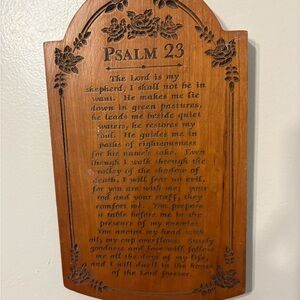 PSALM 23
The Lord is my
shepherd, I shall not be in
want. He makes me lie
down in green pastures,
he leads me beside quiet
waters, he restores my
soul. He guides me in
paths of righteousness
for his name's sake. Even
though I walk through the
valley of the shadow of
death, I will fear no evil,
for you are with me; your
rod and your staff, they
comfort me. You prepare
a table before me in the
presence of my enemies.
You anoint my head with
oil; my cup overflows. Surely
goodness and love will follow
me all the days of my life,
and I will dwell in the house
of the Lord forever.